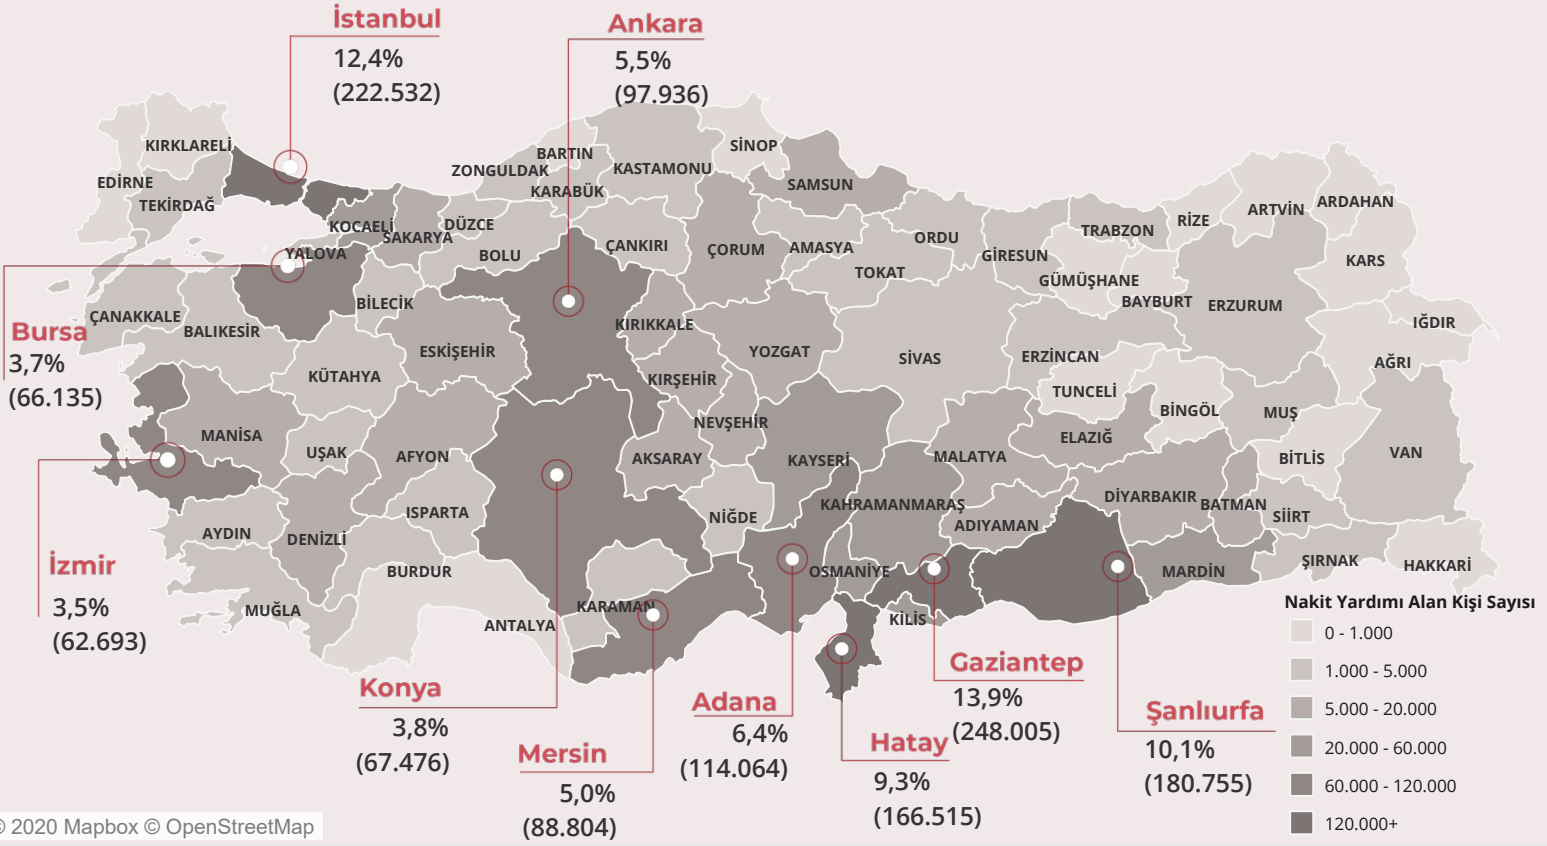 İstanbul
12,4%
(222.532)
Ankara
5,5%
(97.936)
KIRKLARELİ
EDİRNE
TEKİRDAĞ
ZONGULDAK
BARTIN
KARABÜK
KASTAMONU
SİNOP
SAMSUN
KOCAELİ
SAKARYA
DÜZCE
BOLU
YALOVA
ÇANKIRI
ÇORUM
AMASYA
TOKAT
ORDU
GİRESUN
TRABZON
RİZE
ARTVİN
ARDAHAN
KARS
GÜMÜŞHANE
BAYBURT
ERZURUM
IĞDIR
AĞRI
ÇANAKKALE
BALIKESİR
BİLECİK
ESKİŞEHİR
KÜTAHYA
KIRIKKALE
KIRŞEHİR
YOZGAT
SİVAS
ERZİNCAN
TUNCELİ
BİNGÖL
MUŞ
Bursa
3,7%
(66.135)
MANİSA
UŞAK
AFYON
NEVŞEHİR
AKSARAY
KAYSERİ
MALATYA
ELAZIĞ
BİTLİS
VAN
DİYARBAKIR
BATMAN
SİİRT
AYDIN
DENİZLİ
ISPARTA
NİĞDE
KAHRAMANMARAŞ
ADIYAMAN
MARDİN
ŞIRNAK
HAKKARİ
BURDUR
MUĞLA
ANTALYA
KARAMAN
OSMANİYE
KİLİS
İzmir
3,5%
(62.693)
Konya
3,8%
(67.476)
Mersin
5,0%
(88.804)
Adana
6,4%
(114.064)
Hatay
9,3%
(166.515)
Gaziantep
13,9%
(248.005)
Şanlıurfa
10,1%
(180.755)
Nakit Yardımı Alan Kişi Sayısı
0 - 1.000
1.000 - 5.000
5.000 - 20.000
20.000 - 60.000
60.000 - 120.000
120.000+
© 2020 Mapbox © OpenStreetMap